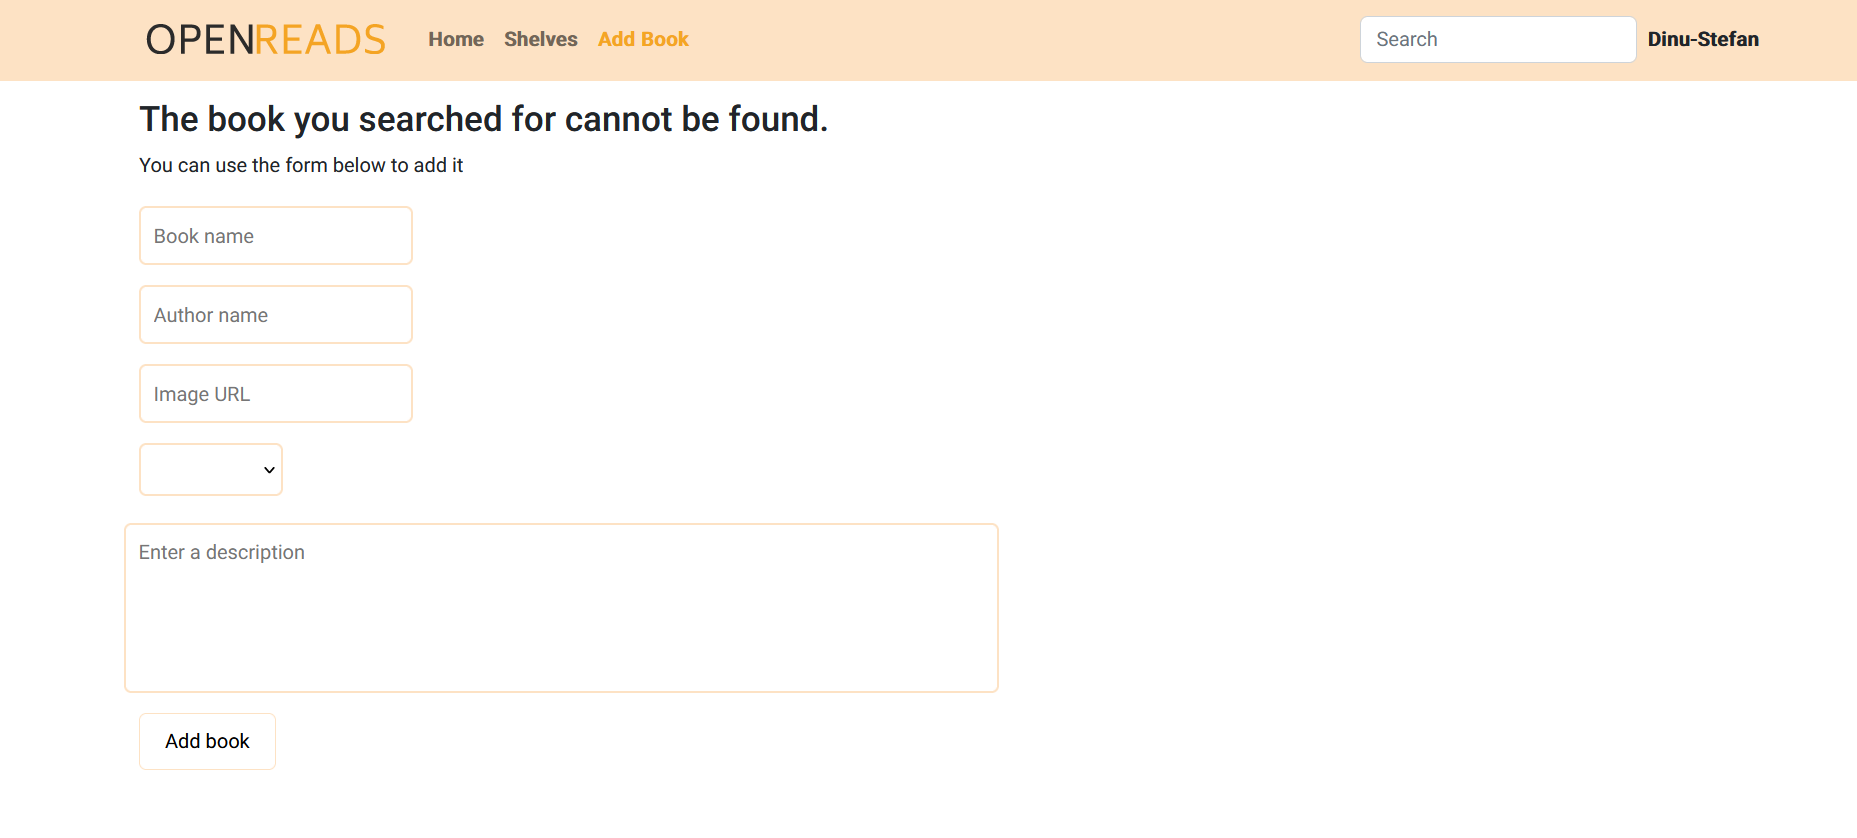 OPENREADS Home Shelves Add Book Search Dinu-Stefan
The book you searched for cannot be found.
You can use the form below to add it
Book name
Author name
Image URL
Enter a description
Add book